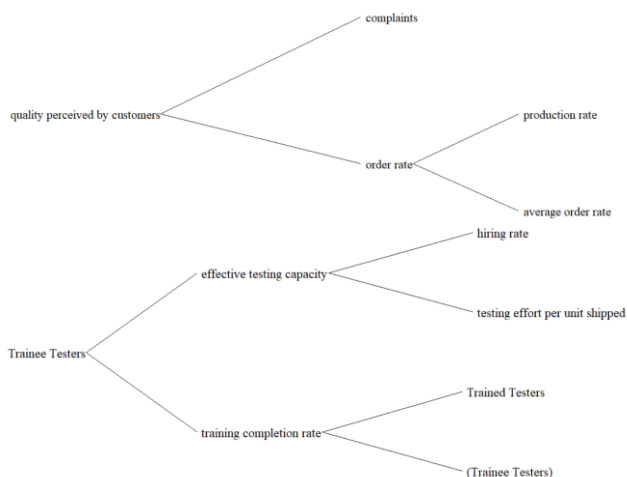 complaints
quality perceived by customers
production rate
order rate
average order rate
hiring rate
effective testing capacity
testing effort per unit shipped
Trainee Testers
Trained Testers
training completion rate
(Trainee Testers)